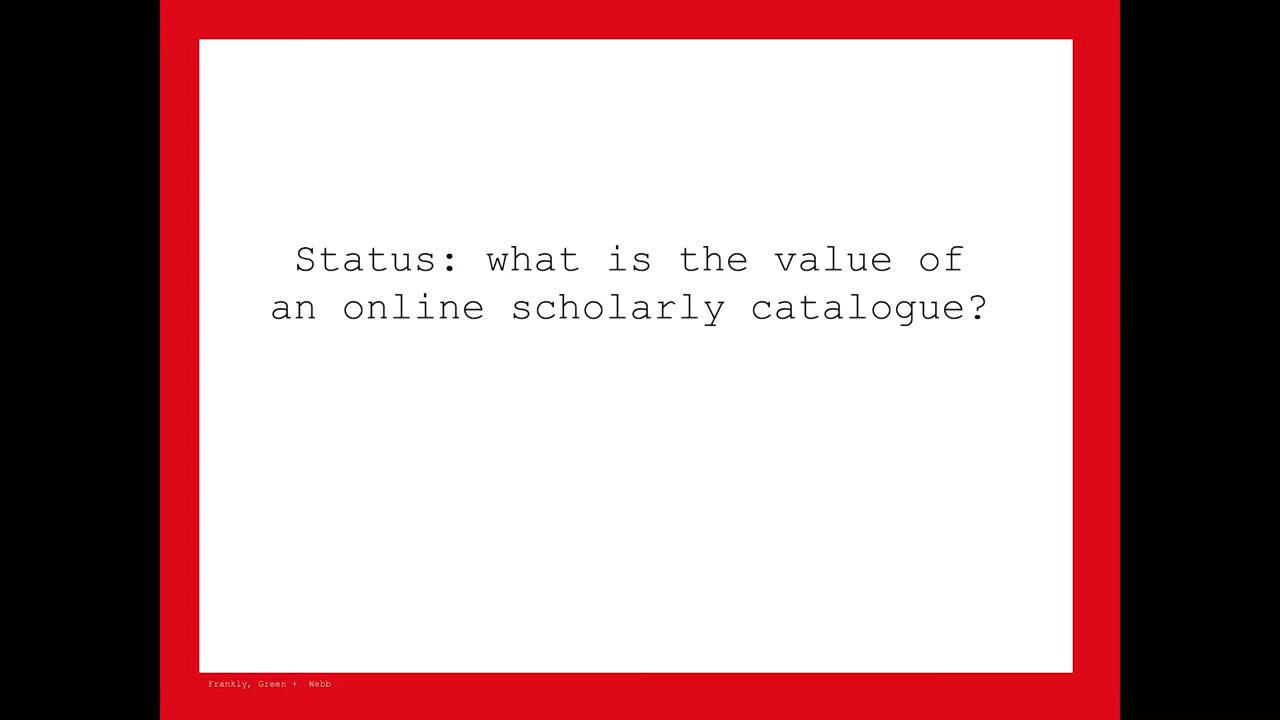 Status: what is the value of
an online scholarly catalogue?
Frankly, Green + Webb